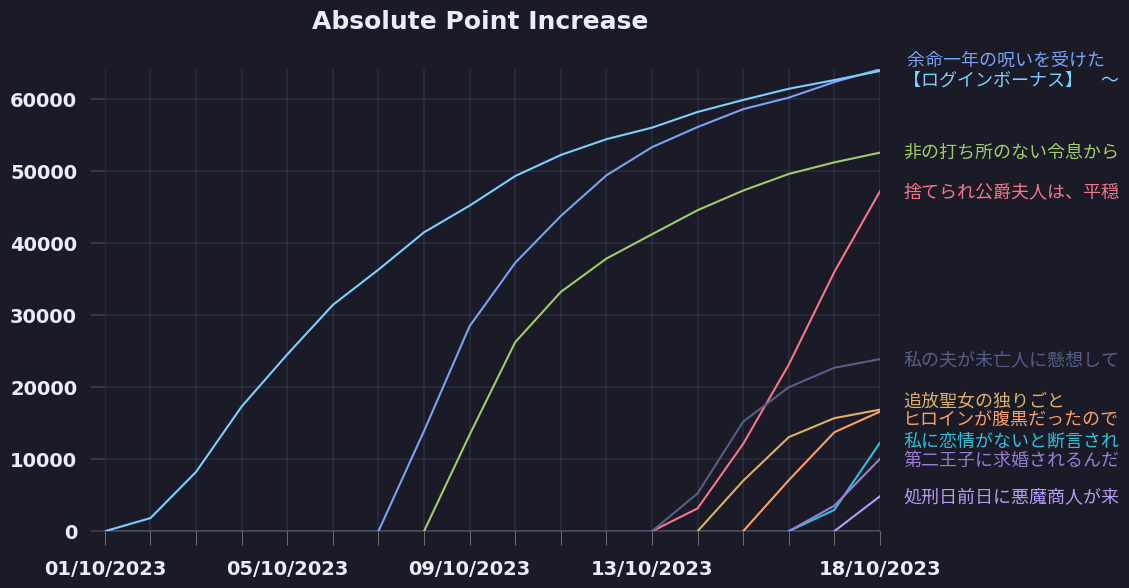 Absolute Point Increase
余命一年の呪いを受けた
【ログインボーナス】　～
60000
非の打ち所のない令息から
50000
捨てられ公爵夫人は、平穏
40000
30000
私の夫が未亡人に懸想して
20000
追放聖女の独りごと
ヒロインが腹黒だったので
私に恋情がないと断言され
10000
第二王子に求婚されるんだ
処刑日前日に悪魔商人が来
0
01/10/2023 05/10/2023 09/10/2023 13/10/2023 18/10/2023